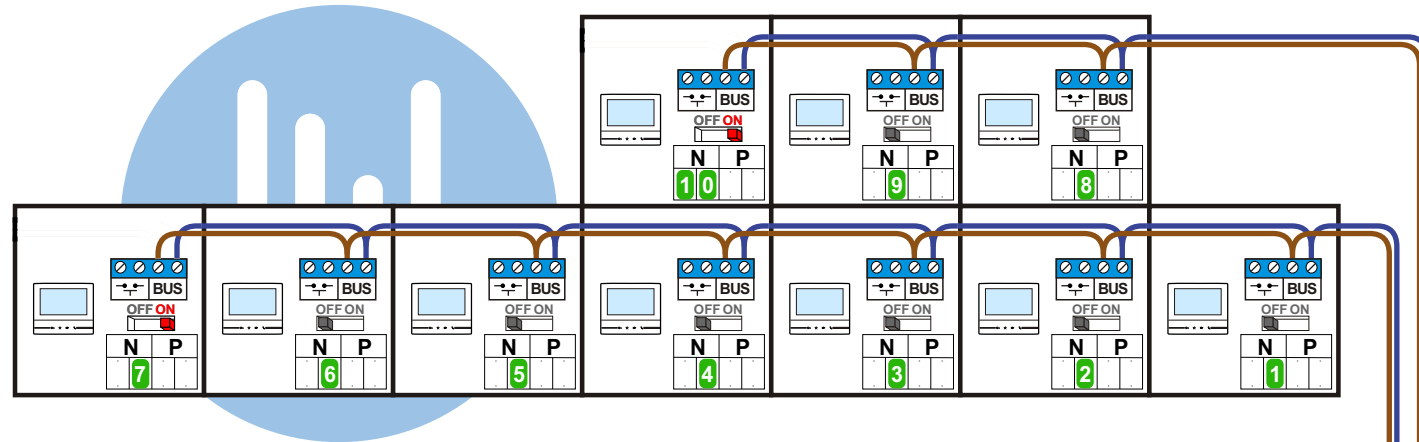 BUS BUS BUS
OFF ON OFF ON OFF ON
N P N P N P
1 0 9 8
BUS BUS BUS BUS BUS BUS BUS
OFF ON OFF ON OFF ON OFF ON OFF ON OFF ON OFF ON
N P N P N P N P N P N P N P
7 6 5 4 3 2 1